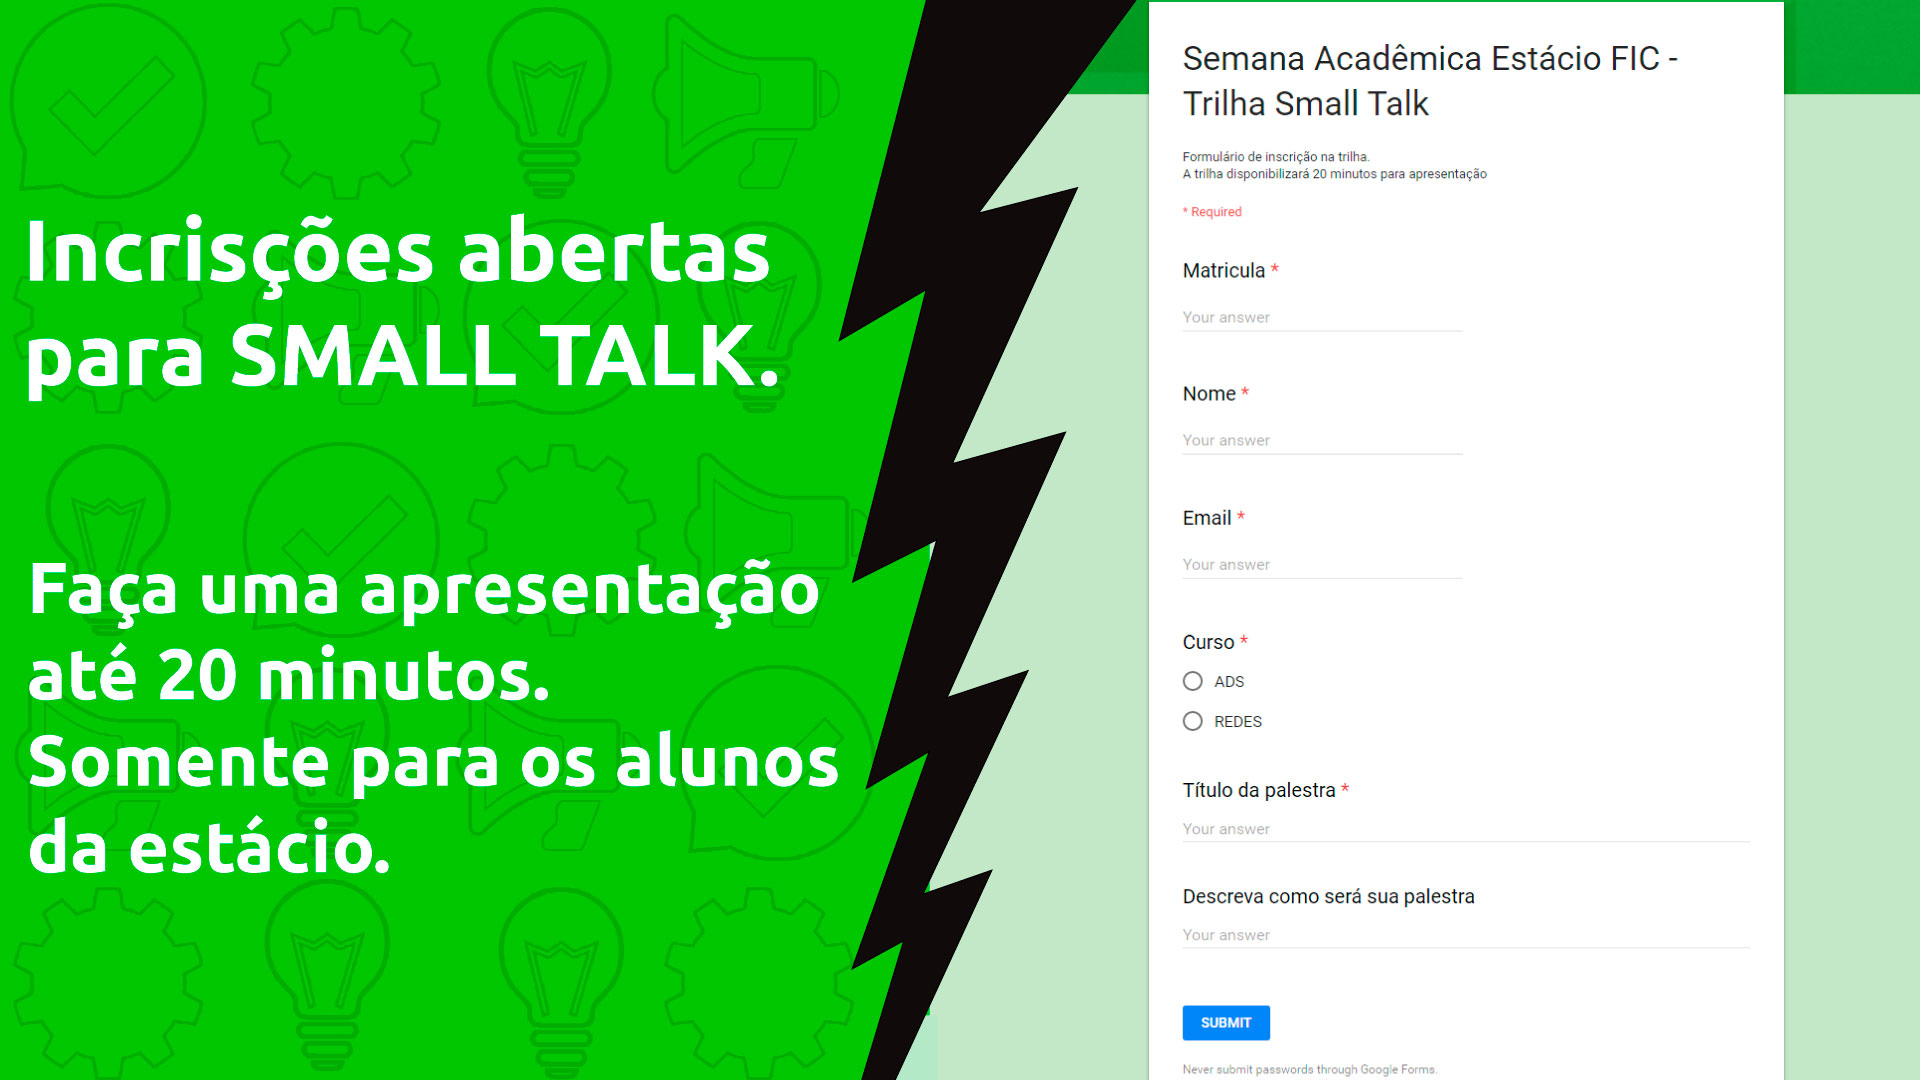 Incrisções abertas
para SMALL TALK.
Faça uma apresentação
até 20 minutos.
Somente para os alunos
da estácio.
Semana Acadêmica Estácio FIC -
Trilha Small Talk
Formulário de inscrição na trilha.
A trilha disponibilizará 20 minutos para apresentação
* Required
Matricula *
Your answer
Nome *
Your answer
Email *
Your answer
Curso *
ADS
REDES
Título da palestra *
Your answer
Descreva como será sua palestra
Your answer
SUBMIT
Never submit passwords through Google Forms.